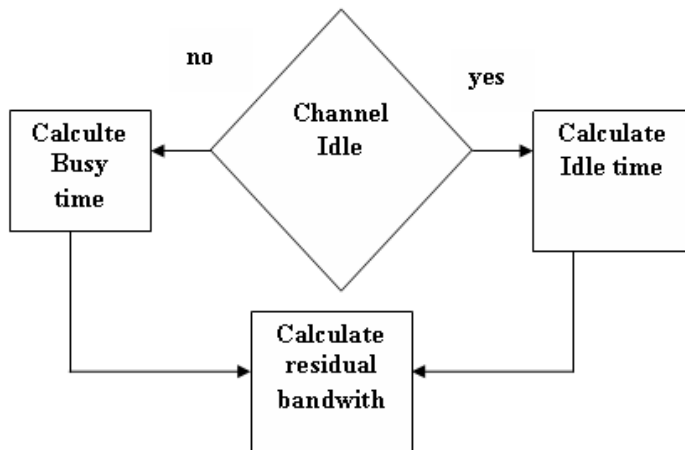 no
yes
Channel
Idle
Calculte
Busy
time
Calculate
Idle time
Calculate
residual
bandwith